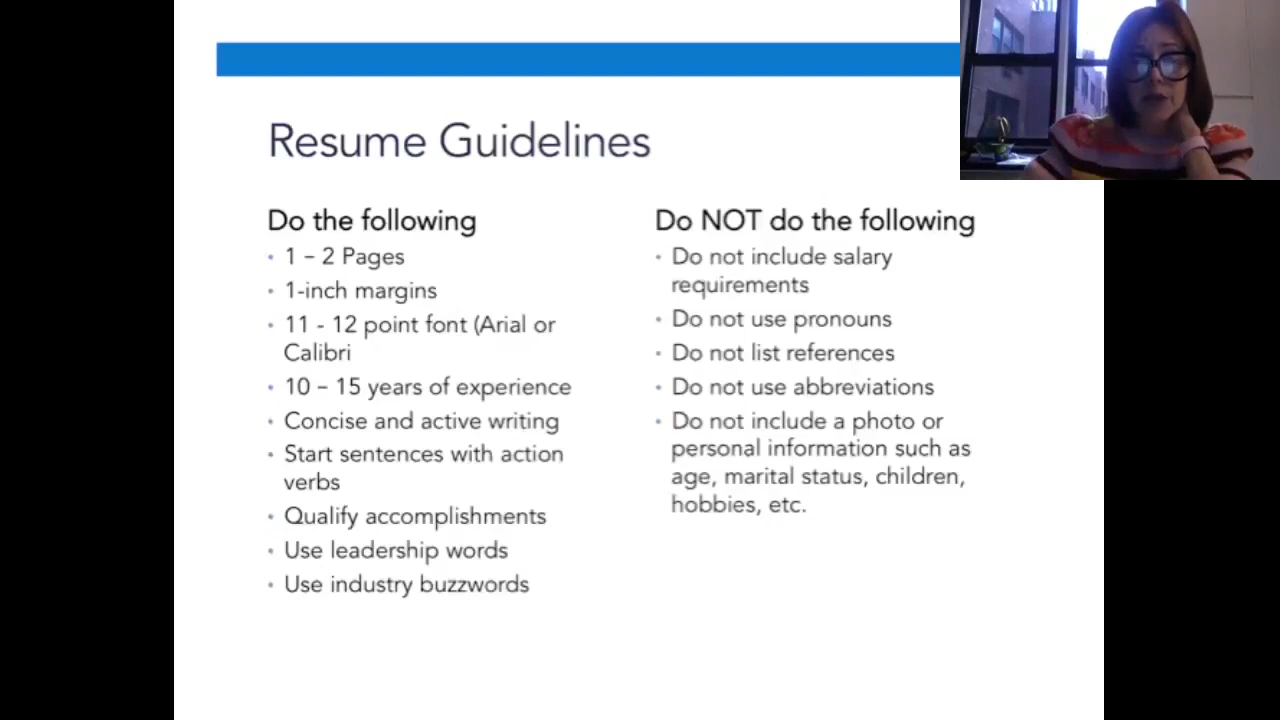 Resume Guidelines
Do the following
• 1 – 2 Pages
• 1-inch margins
• 11 - 12 point font (Arial or
Calibri
• 10 – 15 years of experience
• Concise and active writing
• Start sentences with action
verbs
• Qualify accomplishments
• Use leadership words
• Use industry buzzwords
Do NOT do the following
• Do not include salary
requirements
• Do not use pronouns
• Do not list references
• Do not use abbreviations
• Do not include a photo or
personal information such as
age, marital status, children,
hobbies, etc.